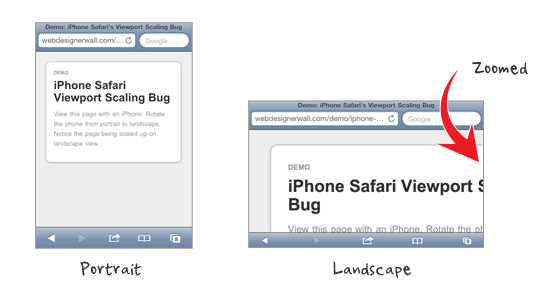 Demo: iPhone Safari's Viewport Scaling Bug
webdesignerwall.com/...
Google
DEMO
iPhone Safari
Viewport Scaling Bug
View this page with an iPhone. Rotate
the phone from portrait to landscape.
Notice the page being scaled up on
landscape view.
6
Portrait
Zoomed
Demo: iPhone Safari's Viewport Scaling Bug
webdesignerwall.com/demo/iphone-...
Google
DEMO
iPhone Safari Viewport S
Bug
View this page with an iPhone. Rotate the ph
6
Landscape